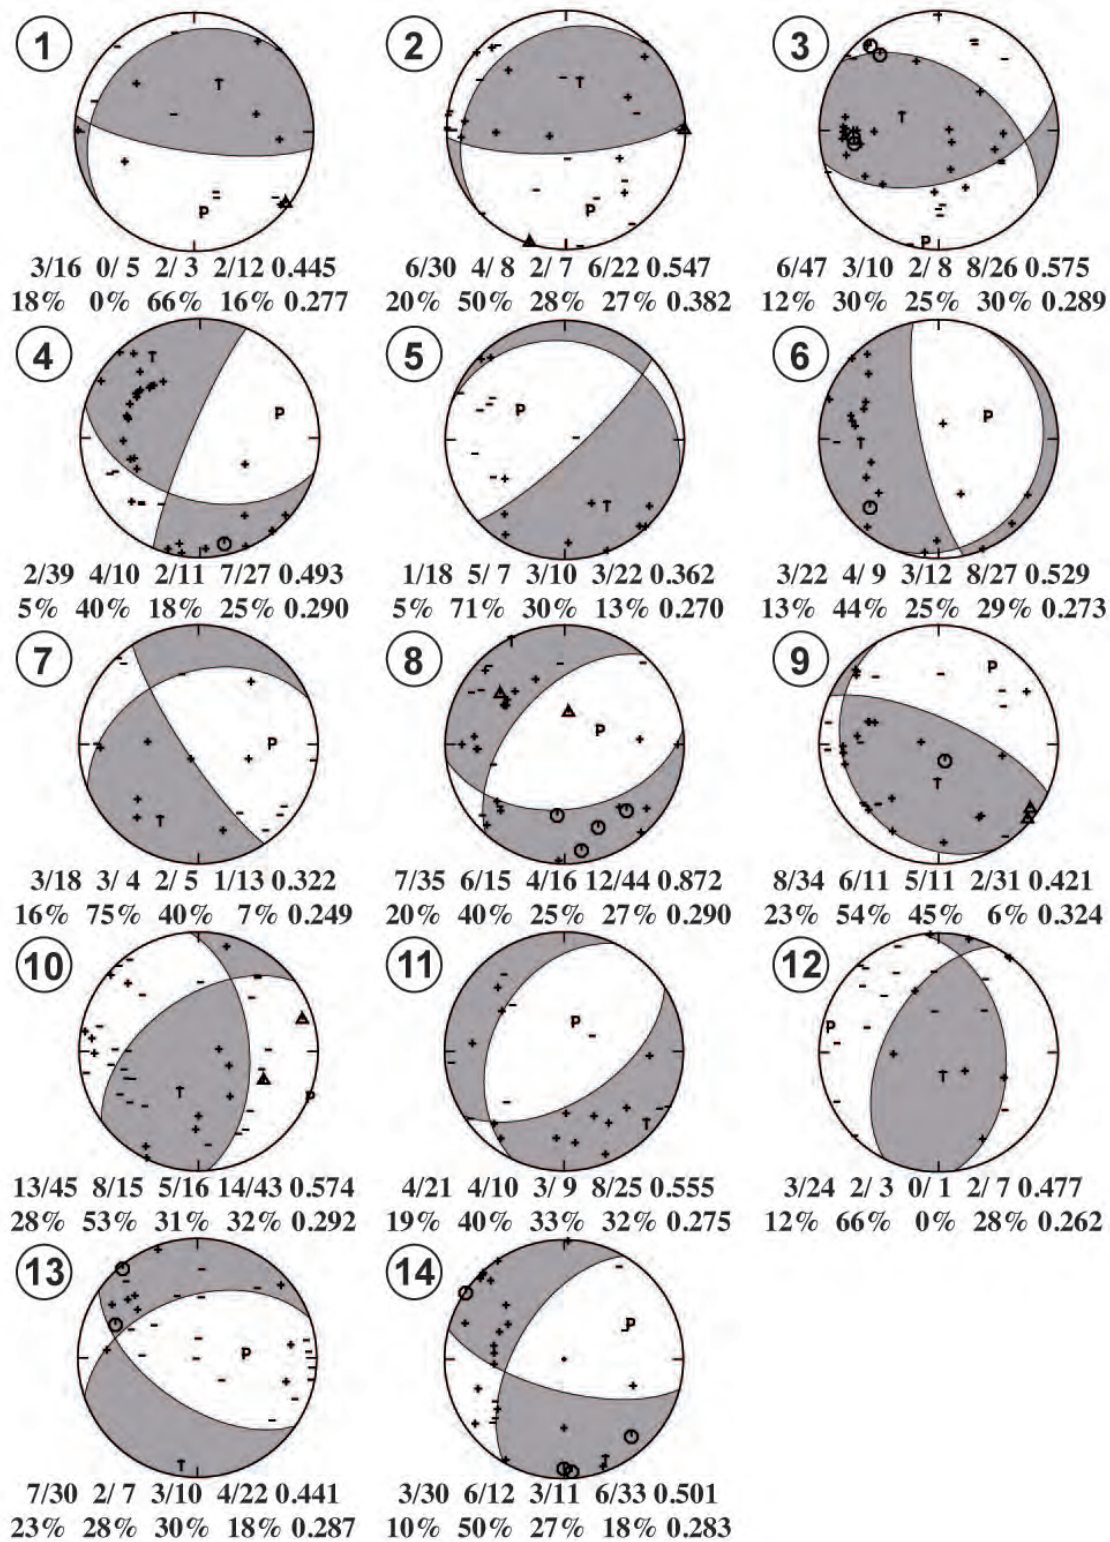 1 2 3
T T T
P P P
3/16 0/ 5 2/ 3 2/12 0.445 6/30 4/ 8 2/ 7 6/22 0.547 6/47 3/10 2/ 8 8/26 0.575
18% 0% 66% 16% 0.277 20% 50% 28% 27% 0.382 12% 30% 25% 30% 0.289
4 5 6
T P P
P T T
2/39 4/10 2/11 7/27 0.493 1/18 5/ 7 3/10 3/22 0.362 3/22 4/ 9 3/12 8/27 0.529
5% 40% 18% 25% 0.290 5% 71% 30% 13% 0.270 13% 44% 25% 29% 0.273
7 8 9
P T P
T P T
3/18 3/ 4 2/ 5 1/13 0.322 7/35 6/15 4/16 12/44 0.872 8/34 6/11 5/11 2/31 0.421
16% 75% 40% 7% 0.249 20% 40% 25% 27% 0.290 23% 54% 45% 6% 0.324
10 11 12
T P P
P T T
13/45 8/15 5/16 14/43 0.574 4/21 4/10 3/ 9 8/25 0.555 3/24 2/ 3 0/ 1 2/ 7 0.477
28% 53% 31% 32% 0.292 19% 40% 33% 32% 0.275 12% 66% 0% 28% 0.262
13 14
P P
T T
7/30 2/ 7 3/10 4/22 0.441 3/30 6/12 3/11 6/33 0.501
23% 28% 30% 18% 0.287 10% 50% 27% 18% 0.283